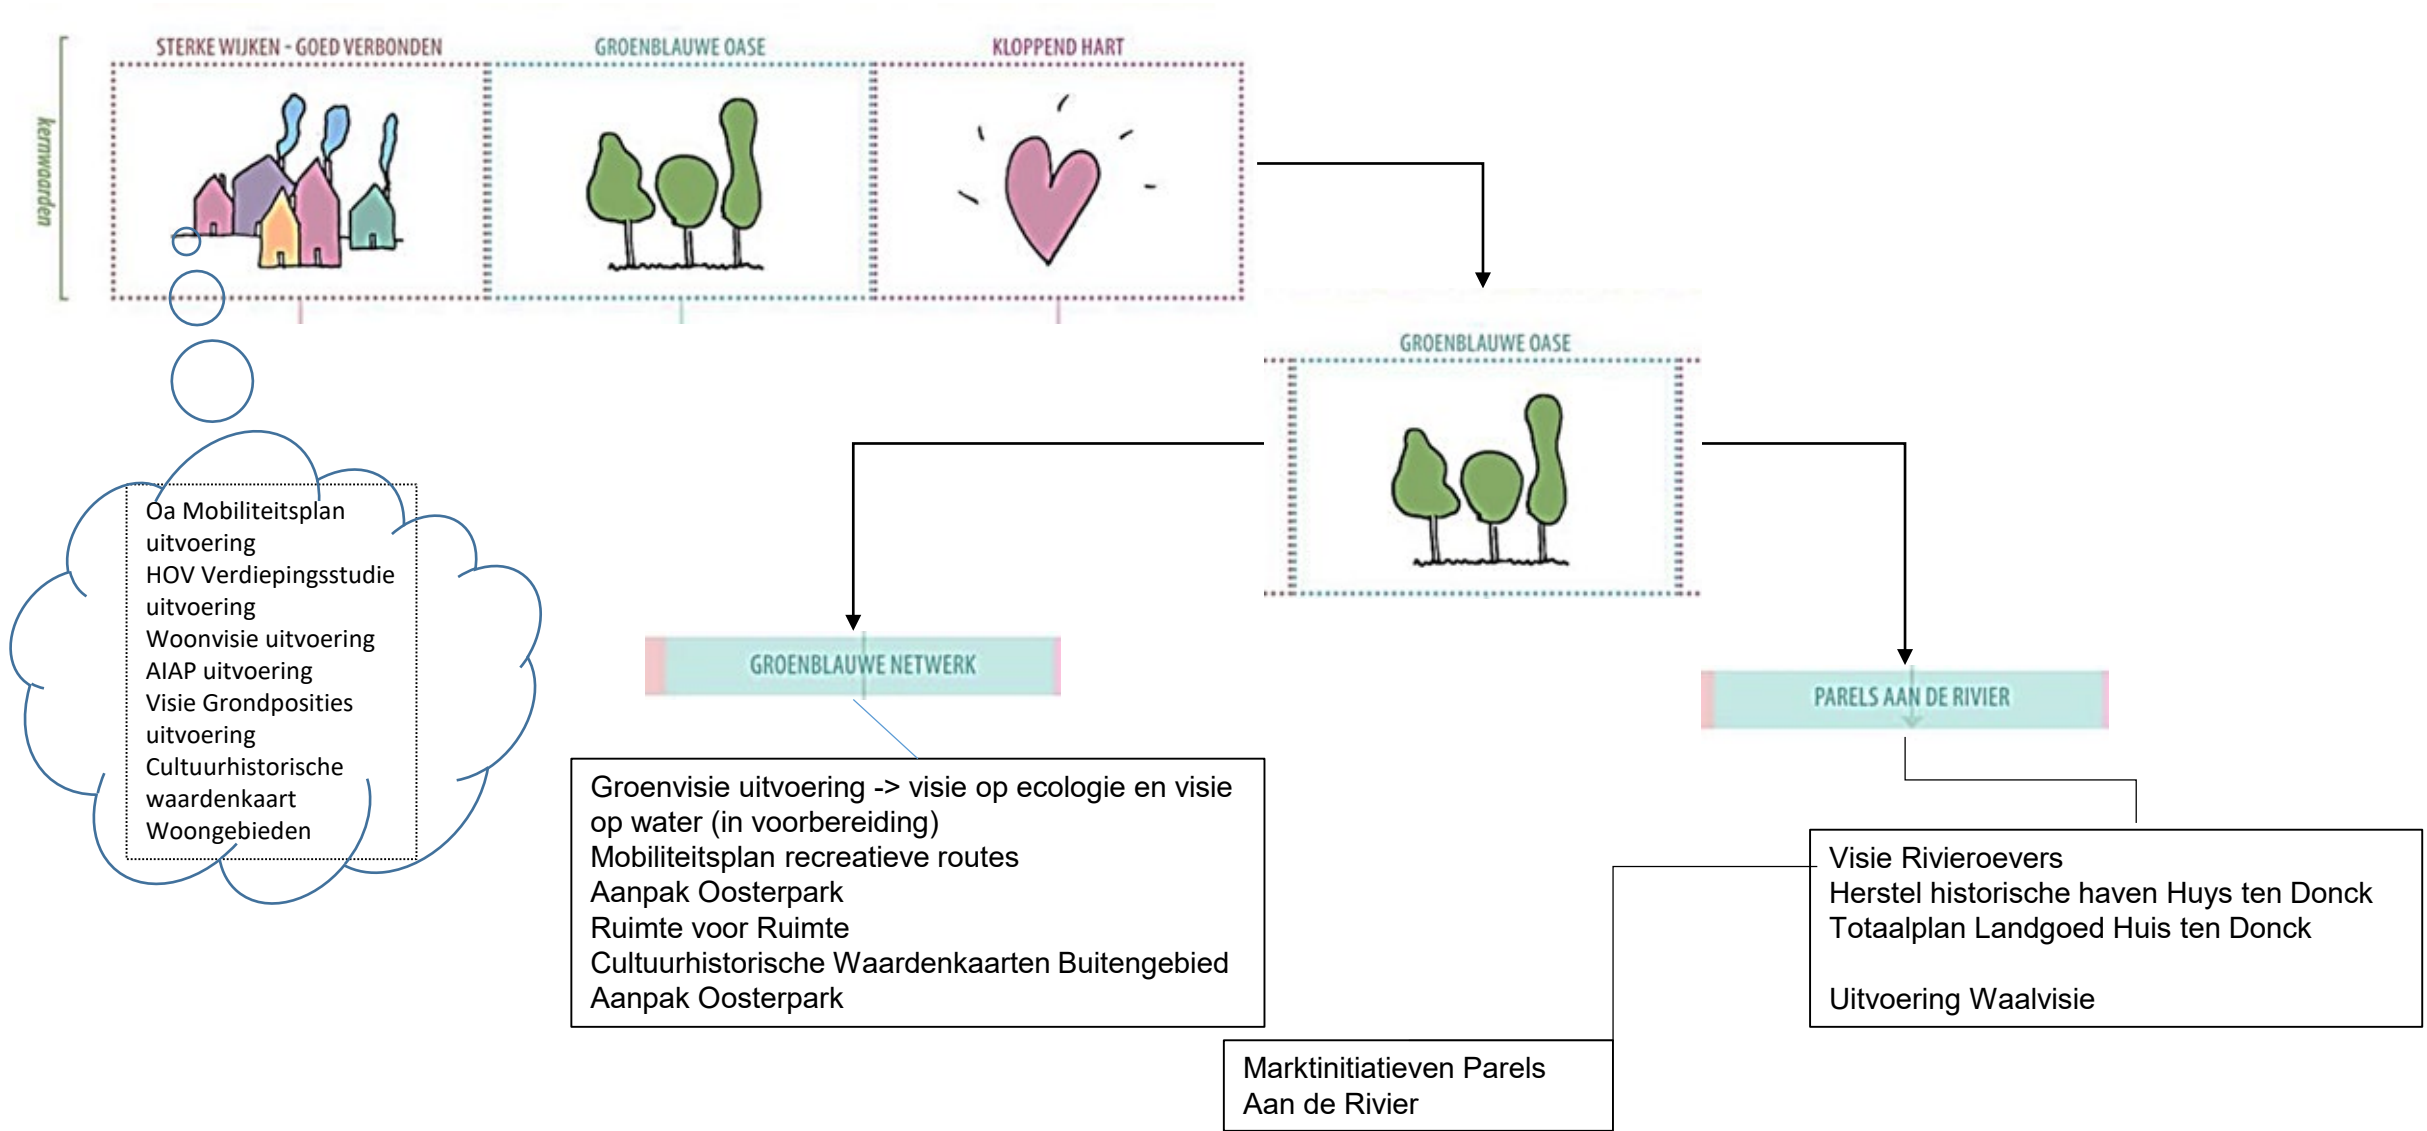 STERKE WIJKEN - GOED VERBONDEN
GROENBLAUWE OASE
KLOPPEND HART
kernwaarden
GROENBLAUWE OASE
Oa Mobiliteitsplan
uitvoering
HOV Verdiepingsstudie
uitvoering
Woonvisie uitvoering
AIAP uitvoering
Visie Grondposities
uitvoering
Cultuurhistorische
waardenkaart
Woongebieden
GROENBLAUWE NETWERK
PARELS AAN DE RIVIER
Groenvisie uitvoering -> visie op ecologie en visie
op water (in voorbereiding)
Mobiliteitsplan recreatieve routes
Aanpak Oosterpark
Ruimte voor Ruimte
Cultuurhistorische Waardenkaarten Buitengebied
Aanpak Oosterpark
Visie Rivieroevers
Herstel historische haven Huys ten Donck
Totaalplan Landgoed Huis ten Donck
Uitvoering Waalvisie
Marktinitiatieven Parels
Aan de Rivier